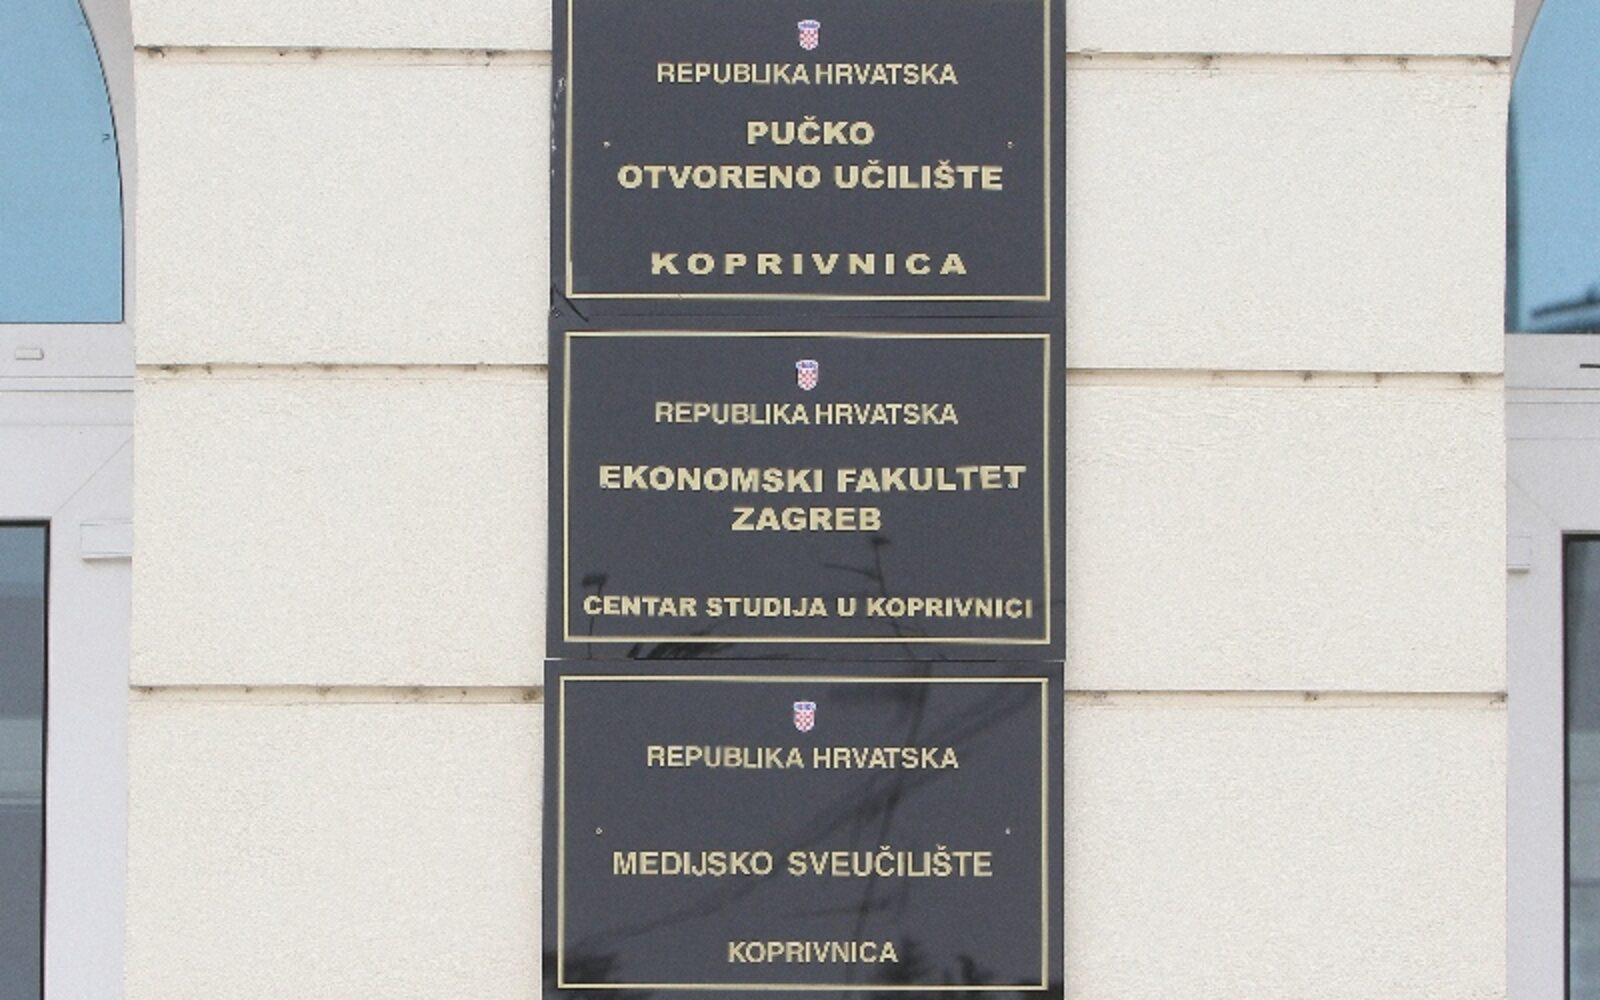 REPUBLIKA HRVATSKA
PUČKO
OTVORENO UČILIŠTE
KOPRIVNICA
REPUBLIKA HRVATSKA
EKONOMSKI FAKULTET
ZAGREB
CENTAR STUDIJA U KOPRIVNICI
REPUBLIKA HRVATSKA
MEDIJSKO SVEUČILIŠTE
KOPRIVNICA